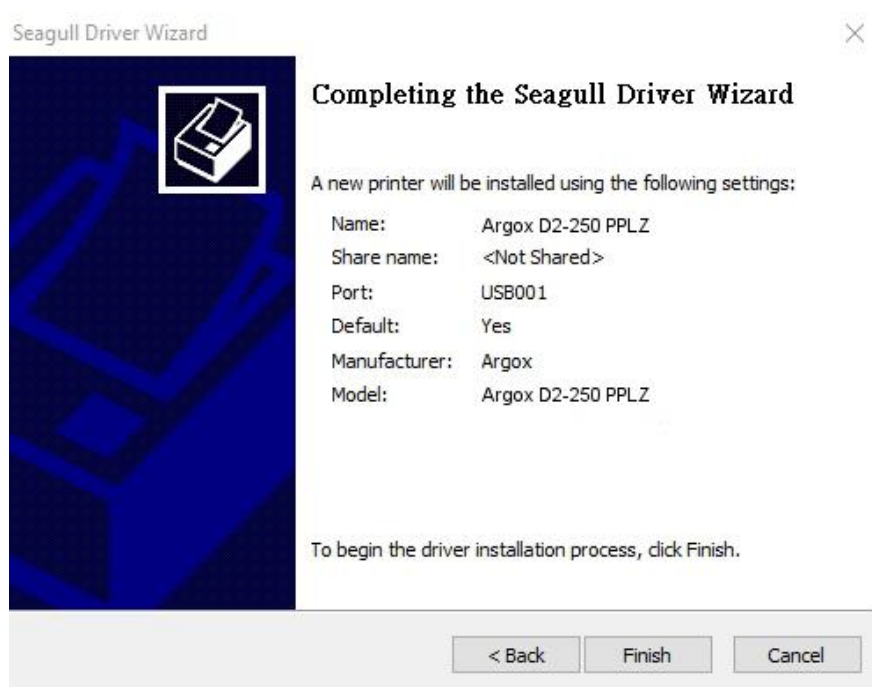 Seagull Driver Wizard
Completing the Seagull Driver Wizard
A new printer will be installed using the following settings:
Name: Argox D2-250 PPLZ
Share name: <Not Shared>
Port: USB001
Default: Yes
Manufacturer: Argox
Model: Argox D2-250 PPLZ
To begin the driver installation process, click Finish.
< Back Finish Cancel